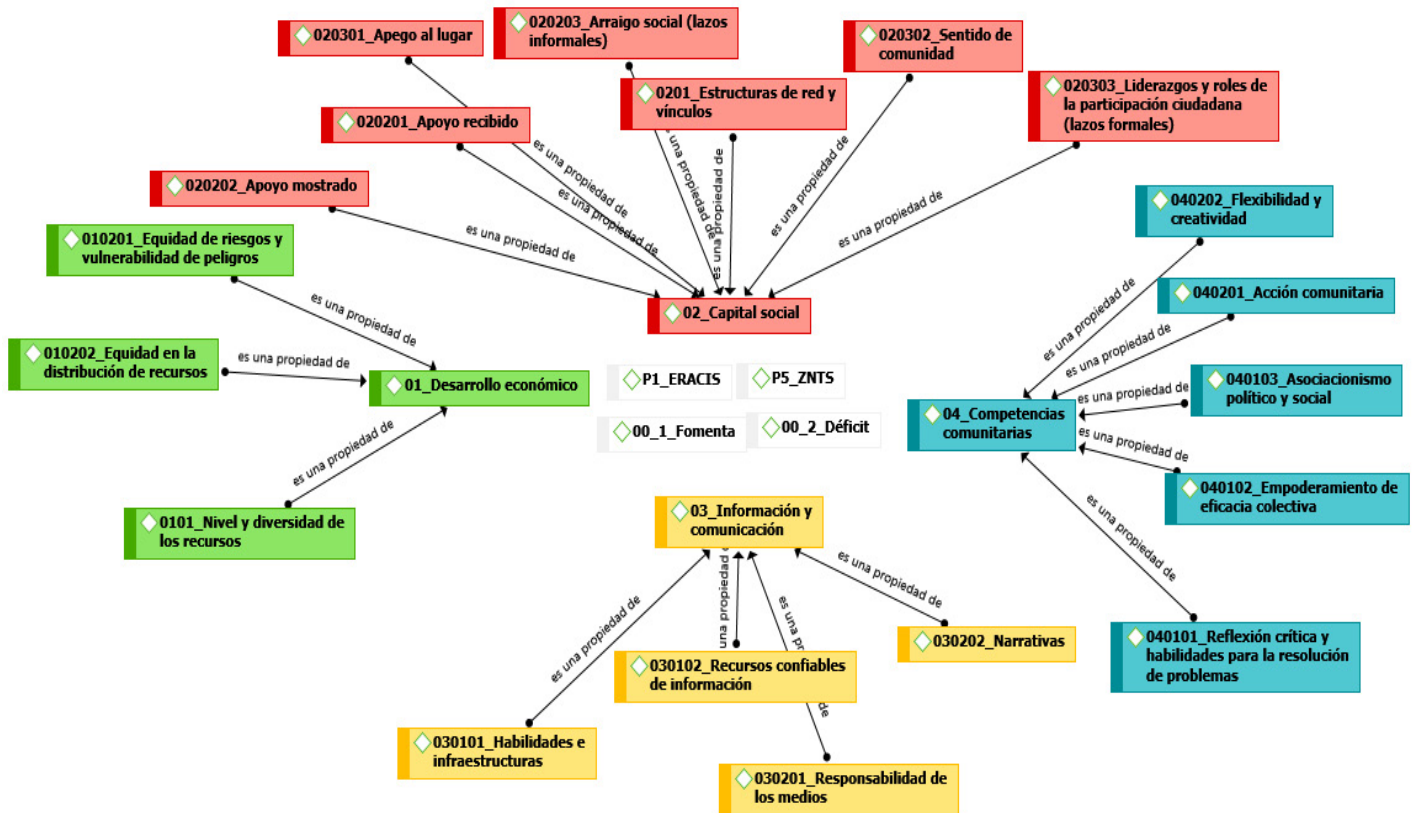 020301_Apego al lugar
020203_Arraigo social (lazos
informales)
020302_Sentido de
comunidad
0201_Estructuras de red y
vínculos
020303_Liderazgos y roles de
la participación ciudadana
(lazos formales)
020201_Apoyo recibido
020202_Apoyo mostrado
es una propiedad de
es una propiedad de
es una propiedad de
es una propiedad de
es una propiedad de
es una propiedad de
es una propiedad de
02_Capital social
010201_Equidad de riesgos y
vulnerabilidad de peligros
010202_Equidad en la
distribución de recursos
es una propiedad de
es una propiedad de
es una propiedad de
01_Desarrollo económico
0101_Nivel y diversidad de
los recursos
P1_ERACIS
P5_ZNTS
00_1_Fomenta
00_2_Déficit
040202_Flexibilidad y
creatividad
040201_Acción comunitaria
040103_Asociacionismo
político y social
040102_Empoderamiento de
eficacia colectiva
040101_Reflexión crítica y
habilidades para la resolución
de problemas
es una propiedad de
es una propiedad de
es una propiedad de
es una propiedad de
es una propiedad de
04_Competencias
comunitarias
03_Información y
comunicación
es una propiedad de
una propiedad d
es una pro
de
es una propiedad de
030202_Narrativas
030102_Recursos confiables
de información
030101_Habilidades e
infraestructuras
030201_Responsabilidad de
los medios